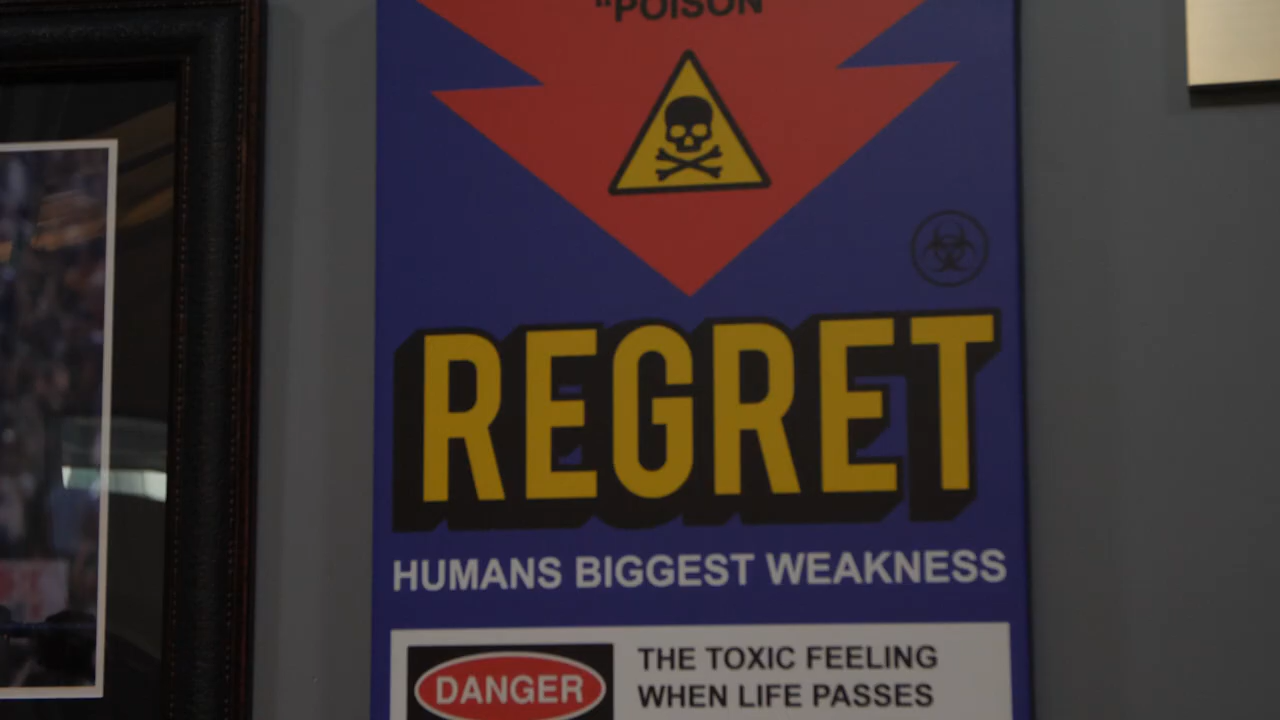 "POISON
REGRET
HUMANS BIGGEST WEAKNESS
DANGER
THE TOXIC FEELING
WHEN LIFE PASSES